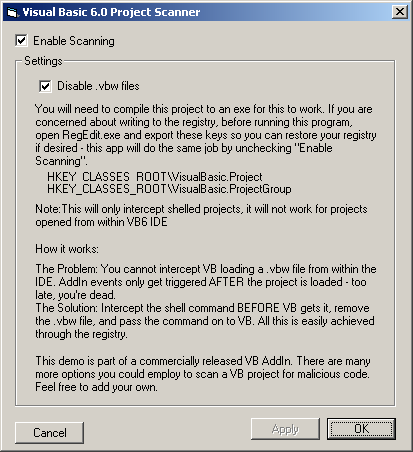 Visual Basic 6.0 Project Scanner
Enable Scanning
Settings
Disable .vbw files
You will need to compile this project to an exe for this to work. If you are
concerned about writing to the registry, before running this program,
open RegEdit.exe and export these keys so you can restore your registry
if desired - this app will do the same job by unchecking "Enable
Scanning".
HKEY_CLASSES_ROOT\VisualBasic.Project
HKEY_CLASSES_ROOT\VisualBasic.ProjectGroup
Note:This will only intercept shelled projects, it will not work for projects
opened from within VB6 IDE
How it works:
The Problem: You cannot intercept VB loading a .vbw file from within the
IDE. AddIn events only get triggered AFTER the project is loaded - too
late, you're dead.
The Solution: Intercept the shell command BEFORE VB gets it, remove
the .vbw file, and pass the command on to VB. All this is easily achieved
through the registry.
This demo is part of a commercially released VB AddIn. There are many
more options you could employ to scan a VB project for malicious code.
Feel free to add your own.
Cancel
Apply
OK